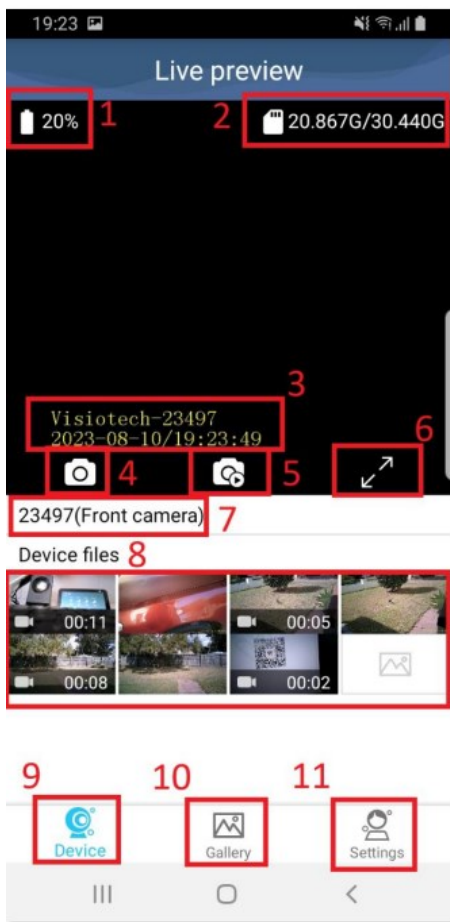 19:23
Live preview
20% 1 2 20.867G/30.440G
3
Visiotech-23497
2023-08-10/19:23:49
4 5 6
23497(Front camera) 7
Device files 8
00:11 00:05
00:08 00:02
9 10 11
Device Gallery Settings